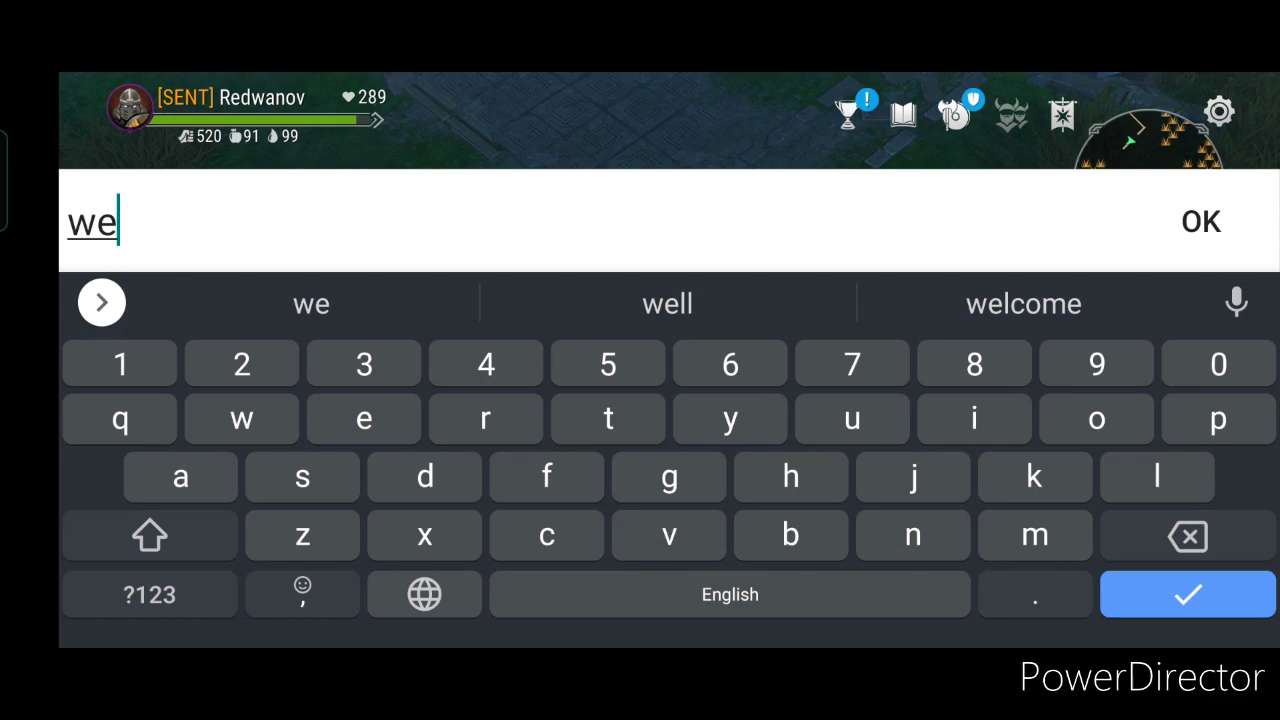 [SENT] Redwanov 289
520 91 99
we OK
we well welcome
1 2 3 4 5 6 7 8 9 0
q w e r t y u i o p
a s d f g h j k l
z x c v b n m
?123 , English .
PowerDirector